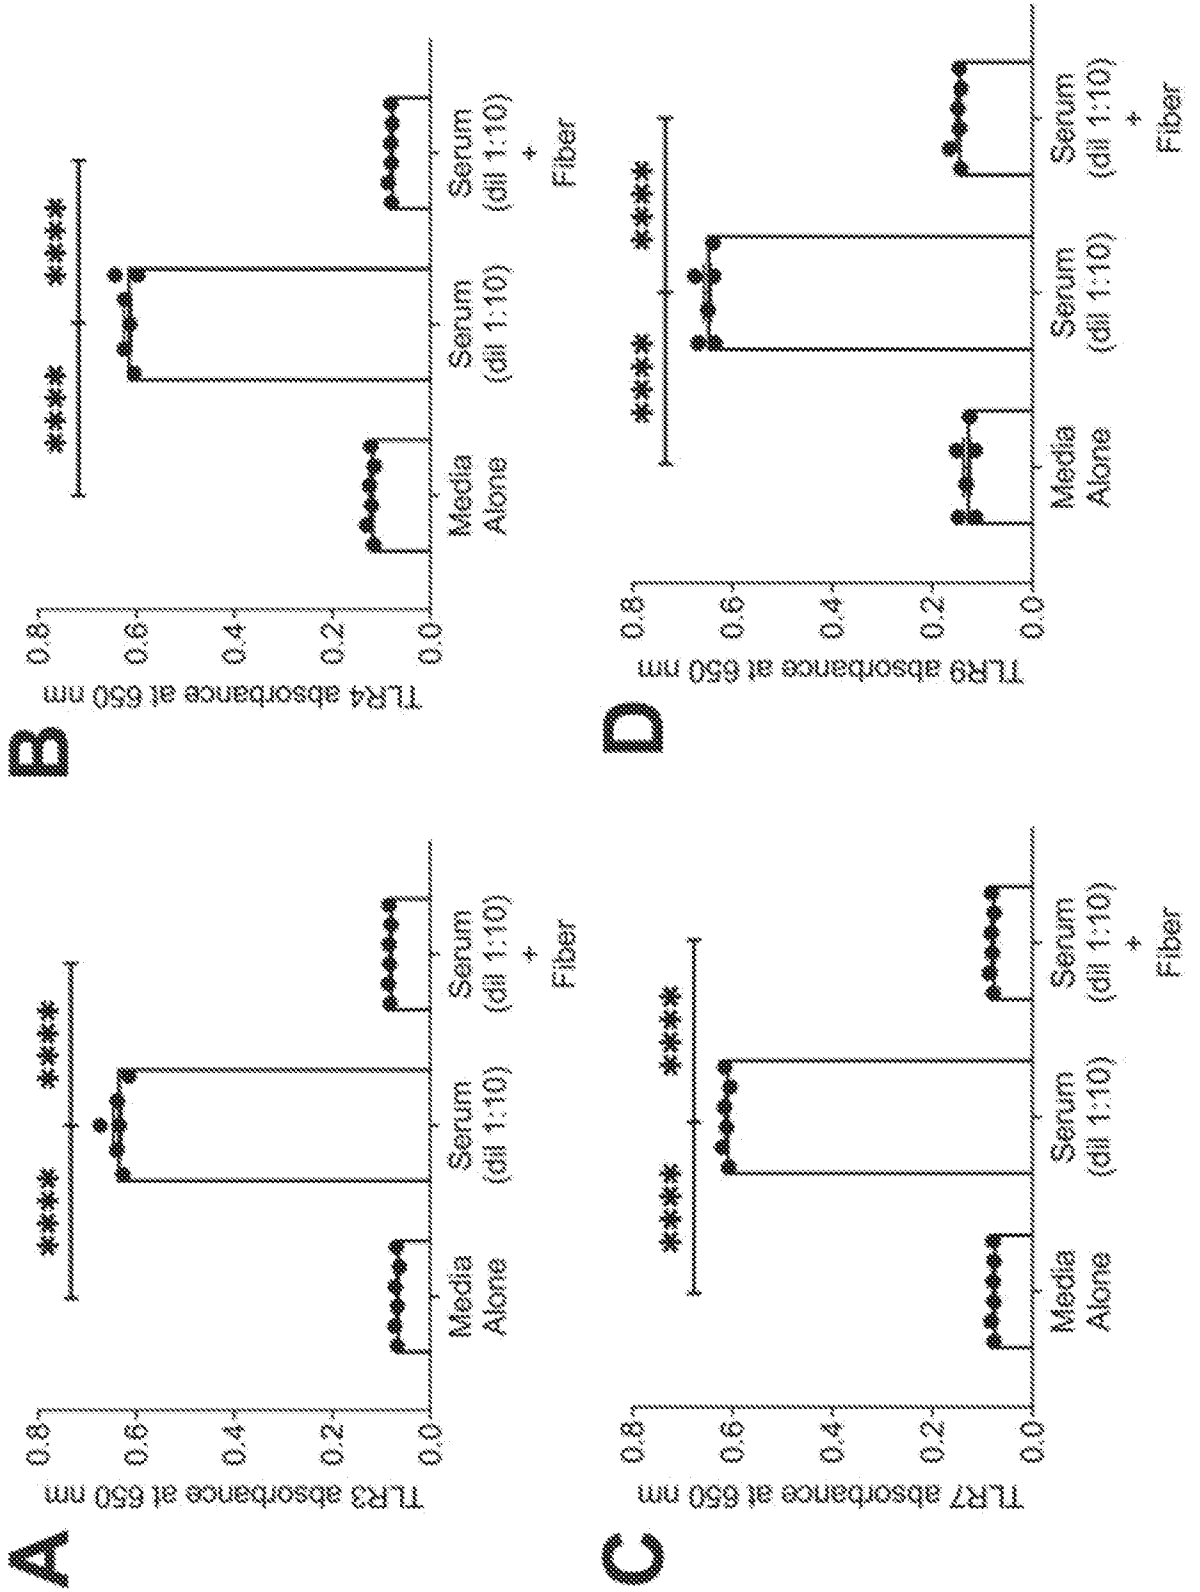 A
TLR3 absorbance at 650 nm
0.8
0.6
0.4
0.2
0.0
****
****
Media
Alone
Serum
(dil 1:10)
Serum
(dil 1:10)
+
Fiber
B
TLR4 absorbance at 650 nm
0.8
0.6
0.4
0.2
0.0
****
****
Media
Alone
Serum
(dil 1:10)
Serum
(dil 1:10)
+
Fiber
C
TLR7 absorbance at 650 nm
0.8
0.6
0.4
0.2
0.0
****
****
Media
Alone
Serum
(dil 1:10)
Serum
(dil 1:10)
+
Fiber
D
TLR9 absorbance at 650 nm
0.8
0.6
0.4
0.2
0.0
****
****
Media
Alone
Serum
(dil 1:10)
Serum
(dil 1:10)
+
Fiber